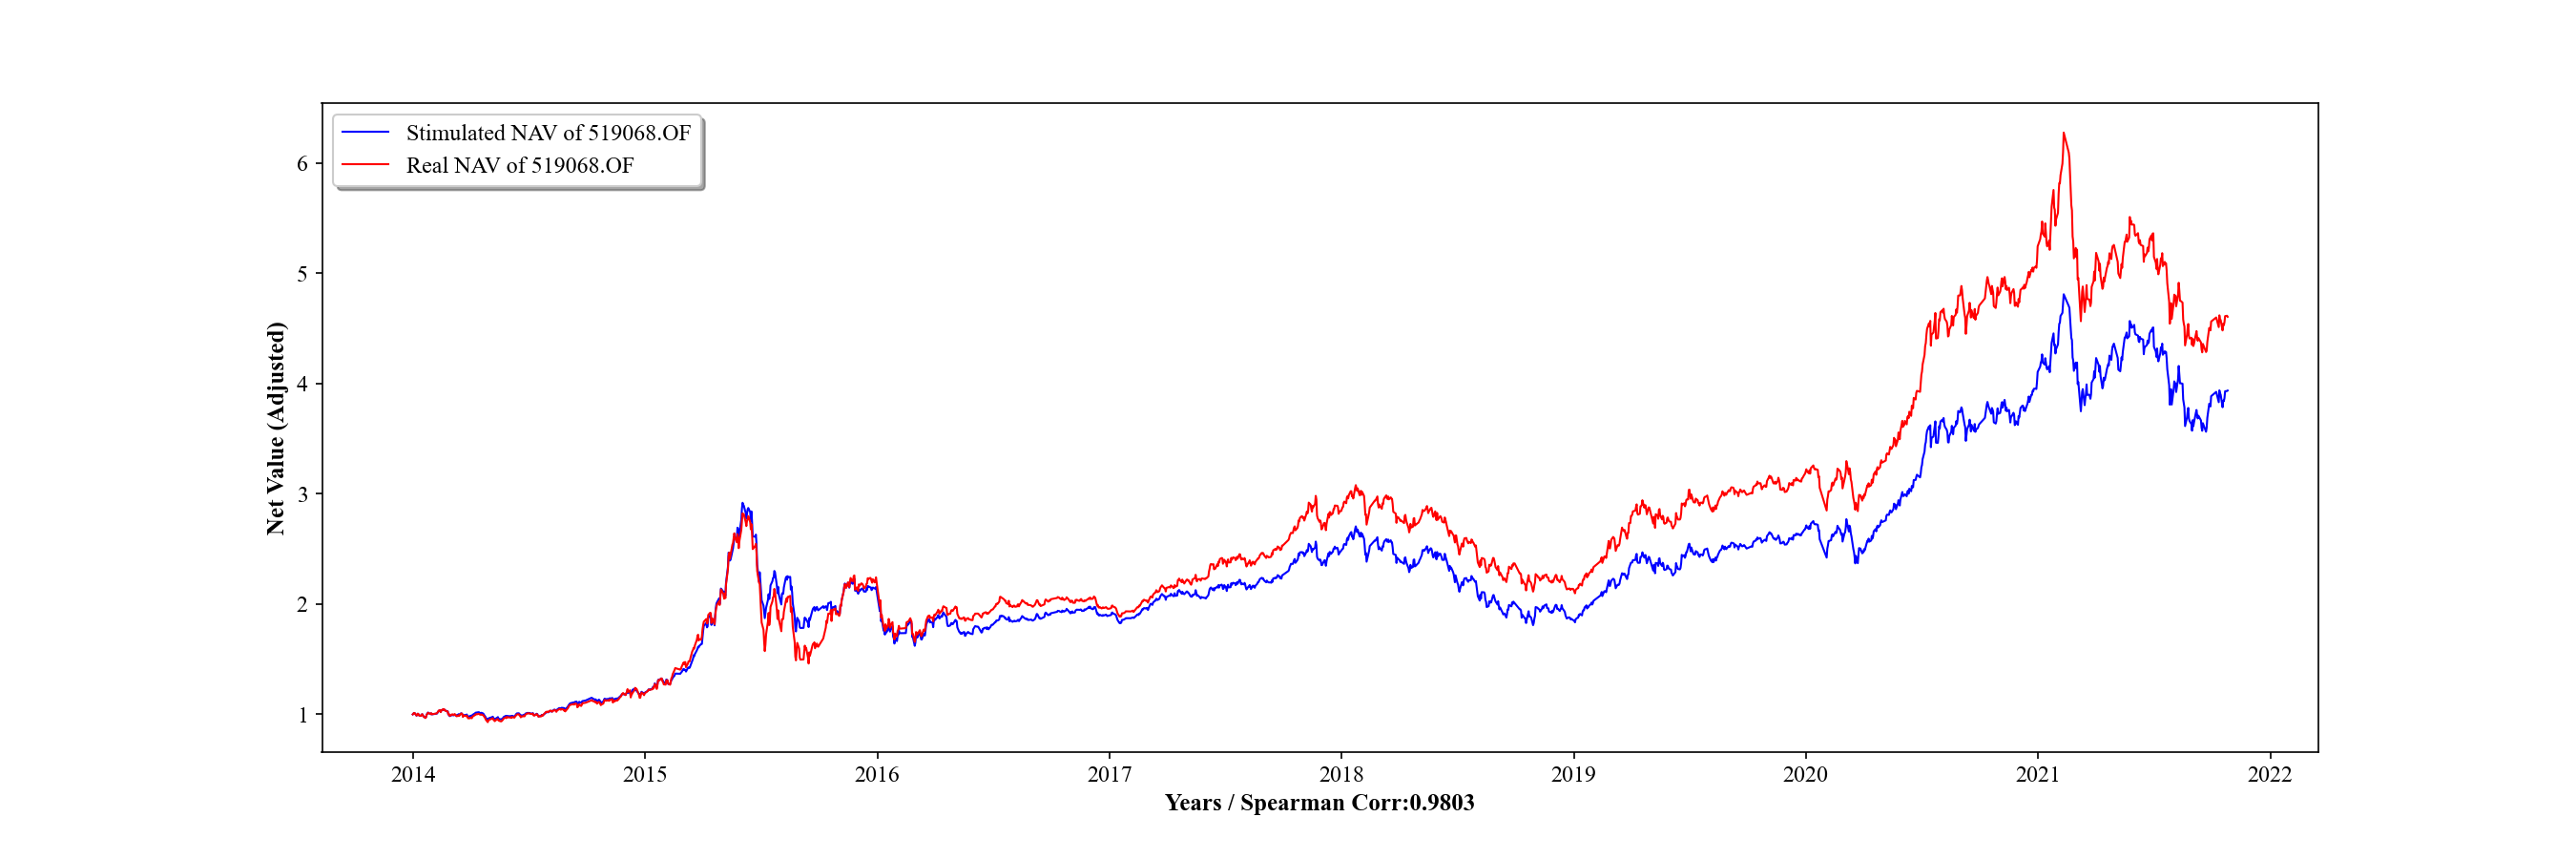 Stimulated NAV of 519068.OF
Real NAV of 519068.OF
Net Value (Adjusted)
6
5
4
3
2
1
2014 2015 2016 2017 2018 2019 2020 2021 2022
Years / Spearman Corr:0.9803